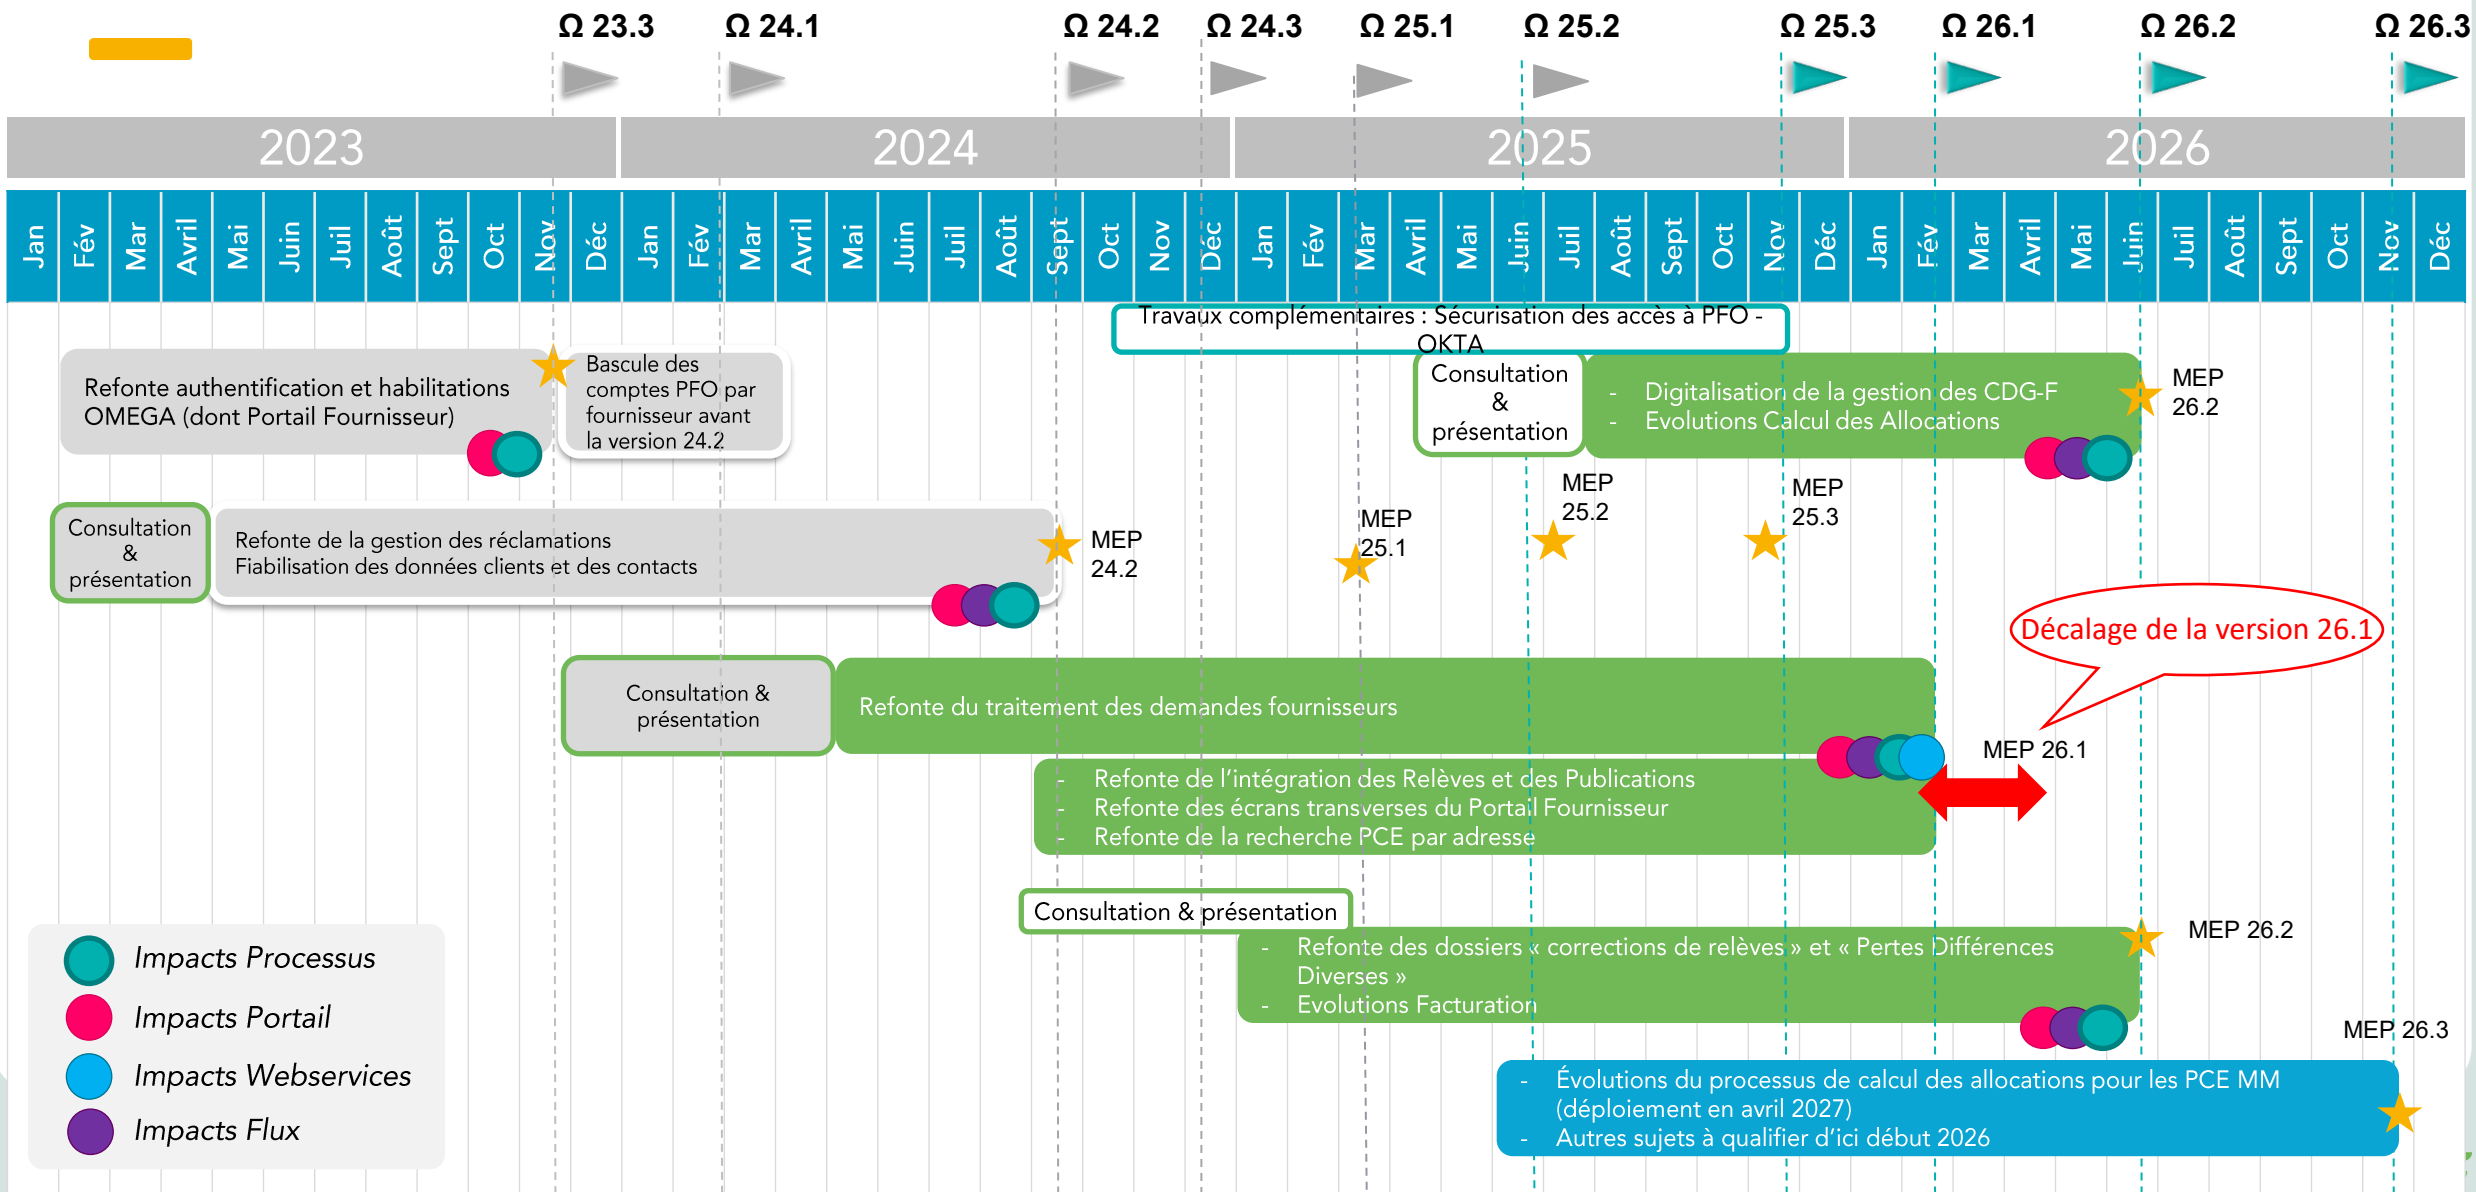 Ω 23.3
Ω 24.1
Ω 24.2
Ω 24.3
Ω 25.1
Ω 25.2
Ω 25.3
Ω 26.1
Ω 26.2
Ω 26.3
2023
2024
2025
2026
Jan
Fév
Mar
Avril
Mai
Juin
Juil
Août
Sept
Oct
Nov
Déc
Jan
Fév
Mar
Avril
Mai
Juin
Juil
Août
Sept
Oct
Nov
Déc
Jan
Fév
Mar
Avril
Mai
Juin
Juil
Août
Sept
Oct
Nov
Déc
Jan
Fév
Mar
Avril
Mai
Juin
Juil
Août
Sept
Oct
Nov
Déc
Travaux complémentaires : Sécurisation des accès à PFO -
OKTA
Refonte authentification et habilitations
OMEGA (dont Portail Fournisseur)
Bascule des
comptes PFO par
fournisseur avant
la version 24.2
Consultation
&
présentation
- Digitalisation de la gestion des CDG-F
- Evolutions Calcul des Allocations
MEP
26.2
Consultation
&
présentation
Refonte de la gestion des réclamations
Fiabilisation des données clients et des contacts
MEP
24.2
MEP
25.1
MEP
25.2
MEP
25.3
Décalage de la version 26.1
Consultation &
présentation
Refonte du traitement des demandes fournisseurs
MEP 26.1
- Refonte de l'intégration des Relèves et des Publications
- Refonte des écrans transverses du Portail Fournisseur
- Refonte de la recherche PCE par adresse
Consultation & présentation
- Refonte des dossiers « corrections de relèves » et « Pertes Différences
Diverses »
- Evolutions Facturation
MEP 26.2
MEP 26.3
- Évolutions du processus de calcul des allocations pour les PCE MM
(déploiement en avril 2027)
- Autres sujets à qualifier d'ici début 2026
Impacts Processus
Impacts Portail
Impacts Webservices
Impacts Flux